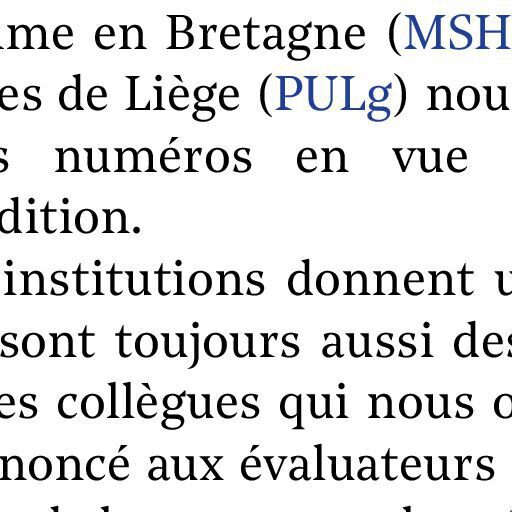 me en Bretagne (MSH
es de Liège (PULg) nou
s numéros en vue
dition.
institutions donnent u
sont toujours aussi des
es collègues qui nous o
noncé aux évaluateurs